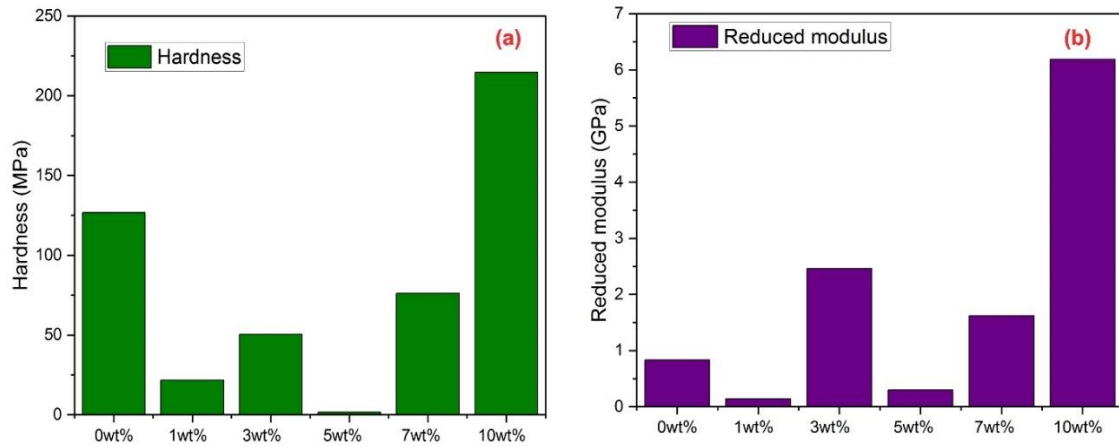 250
200
150
100
50
0
Hardness (MPa)
Hardness
(a)
0wt%
1wt%
3wt%
5wt%
7wt%
10wt%
7
6
5
4
3
2
1
0
Reduced modulus (GPa)
Reduced modulus
(b)
0wt%
1wt%
3wt%
5wt%
7wt%
10wt%